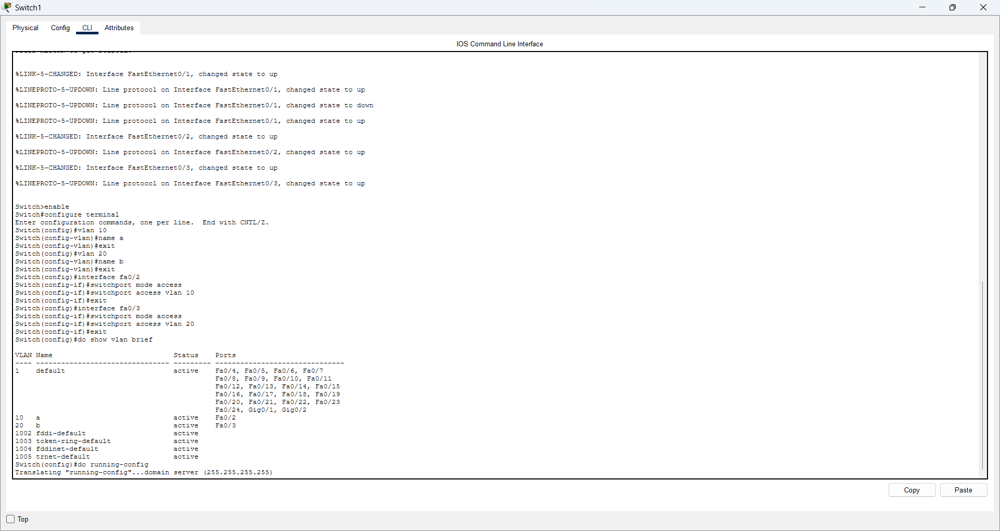 Switch1
Physical Config CLI Attributes
IOS Command Line Interface
%LINK-5-CHANGED: Interface FastEthernet0/1, changed state to up
%LINEPROTO-5-UPDOWN: Line protocol on Interface FastEthernet0/1, changed state to up
%LINEPROTO-5-UPDOWN: Line protocol on Interface FastEthernet0/1, changed state to down
%LINEPROTO-5-UPDOWN: Line protocol on Interface FastEthernet0/1, changed state to up
%LINK-5-CHANGED: Interface FastEthernet0/2, changed state to up
%LINEPROTO-5-UPDOWN: Line protocol on Interface FastEthernet0/2, changed state to up
%LINK-5-CHANGED: Interface FastEthernet0/3, changed state to up
%LINEPROTO-5-UPDOWN: Line protocol on Interface FastEthernet0/3, changed state to up
Switch>enable
Switch#configure terminal
Enter configuration commands, one per line.  End with CNTL/Z.
Switch(config)#vlan 10
Switch(config-vlan)#name a
Switch(config-vlan)#exit
Switch(config)#vlan 20
Switch(config-vlan)#name b
Switch(config-vlan)#exit
Switch(config)#interface fa0/2
Switch(config-if)#switchport mode access
Switch(config-if)#switchport access vlan 10
Switch(config-if)#exit
Switch(config)#interface fa0/3
Switch(config-if)#switchport mode access
Switch(config-if)#switchport access vlan 20
Switch(config-if)#exit
Switch(config)#do show vlan brief
VLAN Name                             Status    Ports
---- -------------------------------- --------- -------------------------------
1    default                          active    Fa0/4, Fa0/5, Fa0/6, Fa0/7
                                                Fa0/8, Fa0/9, Fa0/10, Fa0/11
                                                Fa0/12, Fa0/13, Fa0/14, Fa0/15
                                                Fa0/16, Fa0/17, Fa0/18, Fa0/19
                                                Fa0/20, Fa0/21, Fa0/22, Fa0/23
                                                Fa0/24, Gig0/1, Gig0/2
10   a                                active    Fa0/2
20   b                                active    Fa0/3
1002 fddi-default                     active
1003 token-ring-default               active
1004 fddinet-default                  active
1005 trnet-default                    active
Switch(config)#do running-config
Translating "running-config"...domain server (255.255.255.255)
Copy Paste
Top